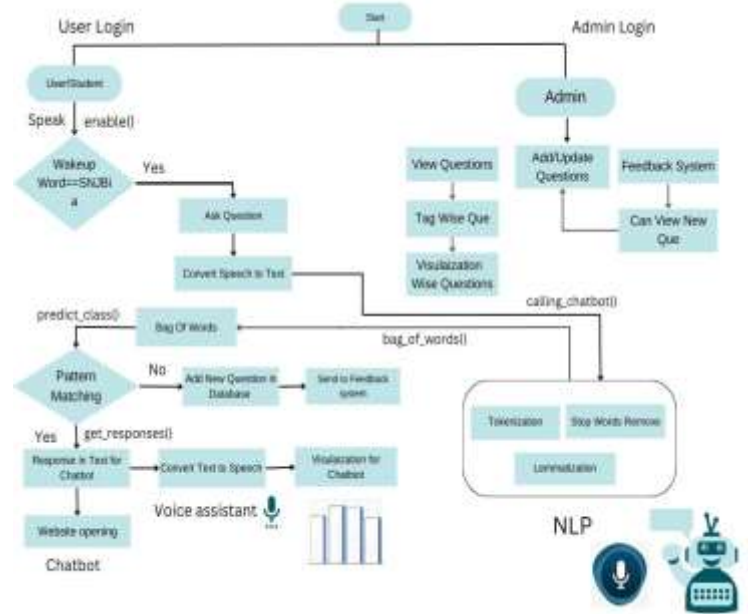 Start
User Login
Admin Login
User/Student
Admin
Speak
enable()
Wakeup
Word==SNJBi
a
Yes
View Questions
Add/Update
Questions
Feedback System
Ask Question
Tag Wise Que
Can View New
Que
Convert Speech to Text
Visulaization
Wise Questions
calling_chatbot()
predict_class()
Bag Of Words
bag_of_words()
Pattern
Matching
No
Add New Question in
Database
Send to Feedback
system
Tokenization
Stop Words Remove
Yes
get_responses()
Response in Text for
Chatbot
Convert Text to Speech
Visulaization for
Chatbot
Lemmatization
Website opening
Voice assistant
NLP
Chatbot